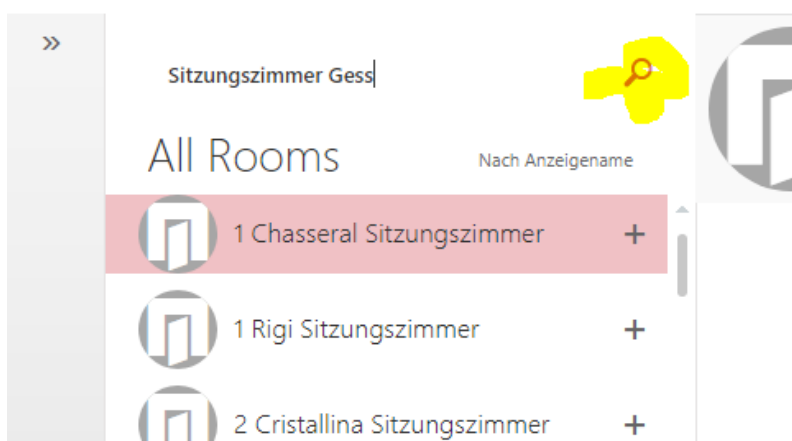 »
Sitzungszimmer Gess
All Rooms
Nach Anzeigename
1 Chasseral Sitzungszimmer +
1 Rigi Sitzungszimmer +
2 Cristallina Sitzungszimmer +